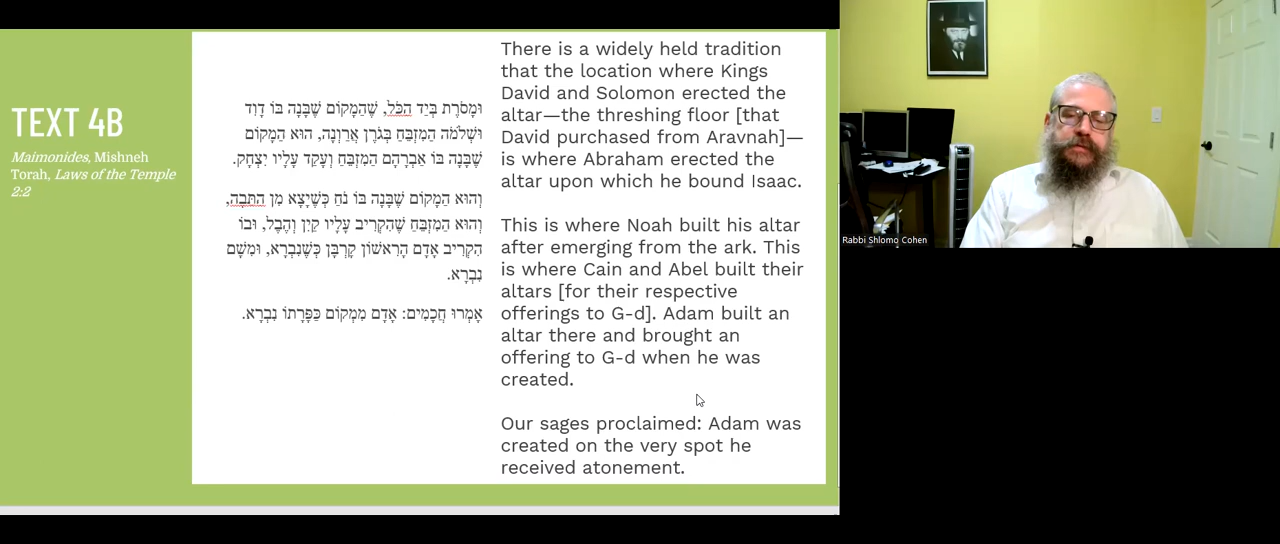 TEXT 4B
Maimonides, Mishneh
Torah, Laws of the Temple
2:2
וּמָסֹרֶת בְּיַד הַכֹּל, שֶׁהַמָּקוֹם שֶׁבָּנָה בּוֹ דָוִד
וּשְׁלֹמֹה הַמִּזְבֵּחַ בְּגֹרֶן אֲרַוְנָה, הוּא הַמָּקוֹם
שֶׁבָּנָה בּוֹ אַבְרָהָם הַמִּזְבֵּחַ וְעָקַד עָלָיו יִצְחָק.
וְהוּא הַמָּקוֹם שֶׁבָּנָה בּוֹ נֹחַ כְּשֶׁיָּצָא מִן הַתֵּבָה,
וְהוּא הַמִּזְבֵּחַ שֶׁהִקְרִיב עָלָיו קַיִן וְהֶבֶל, וּבוֹ
הִקְרִיב אָדָם הָרִאשׁוֹן קָרְבָּן כְּשֶׁנִּבְרָא, וּמִשָּׁם
נִבְרָא.
אָמְרוּ חֲכָמִים: אָדָם מִמְּקוֹם כַּפָּרָתוֹ נִבְרָא.
There is a widely held tradition
that the location where Kings
David and Solomon erected the
altar—the threshing floor [that
David purchased from Aravnah]—
is where Abraham erected the
altar upon which he bound Isaac.
This is where Noah built his altar
after emerging from the ark. This
is where Cain and Abel built their
altars [for their respective
offerings to G-d]. Adam built an
altar there and brought an
offering to G-d when he was
created.
Our sages proclaimed: Adam was
created on the very spot he
received atonement.
Rabbi Shlomo Cohen